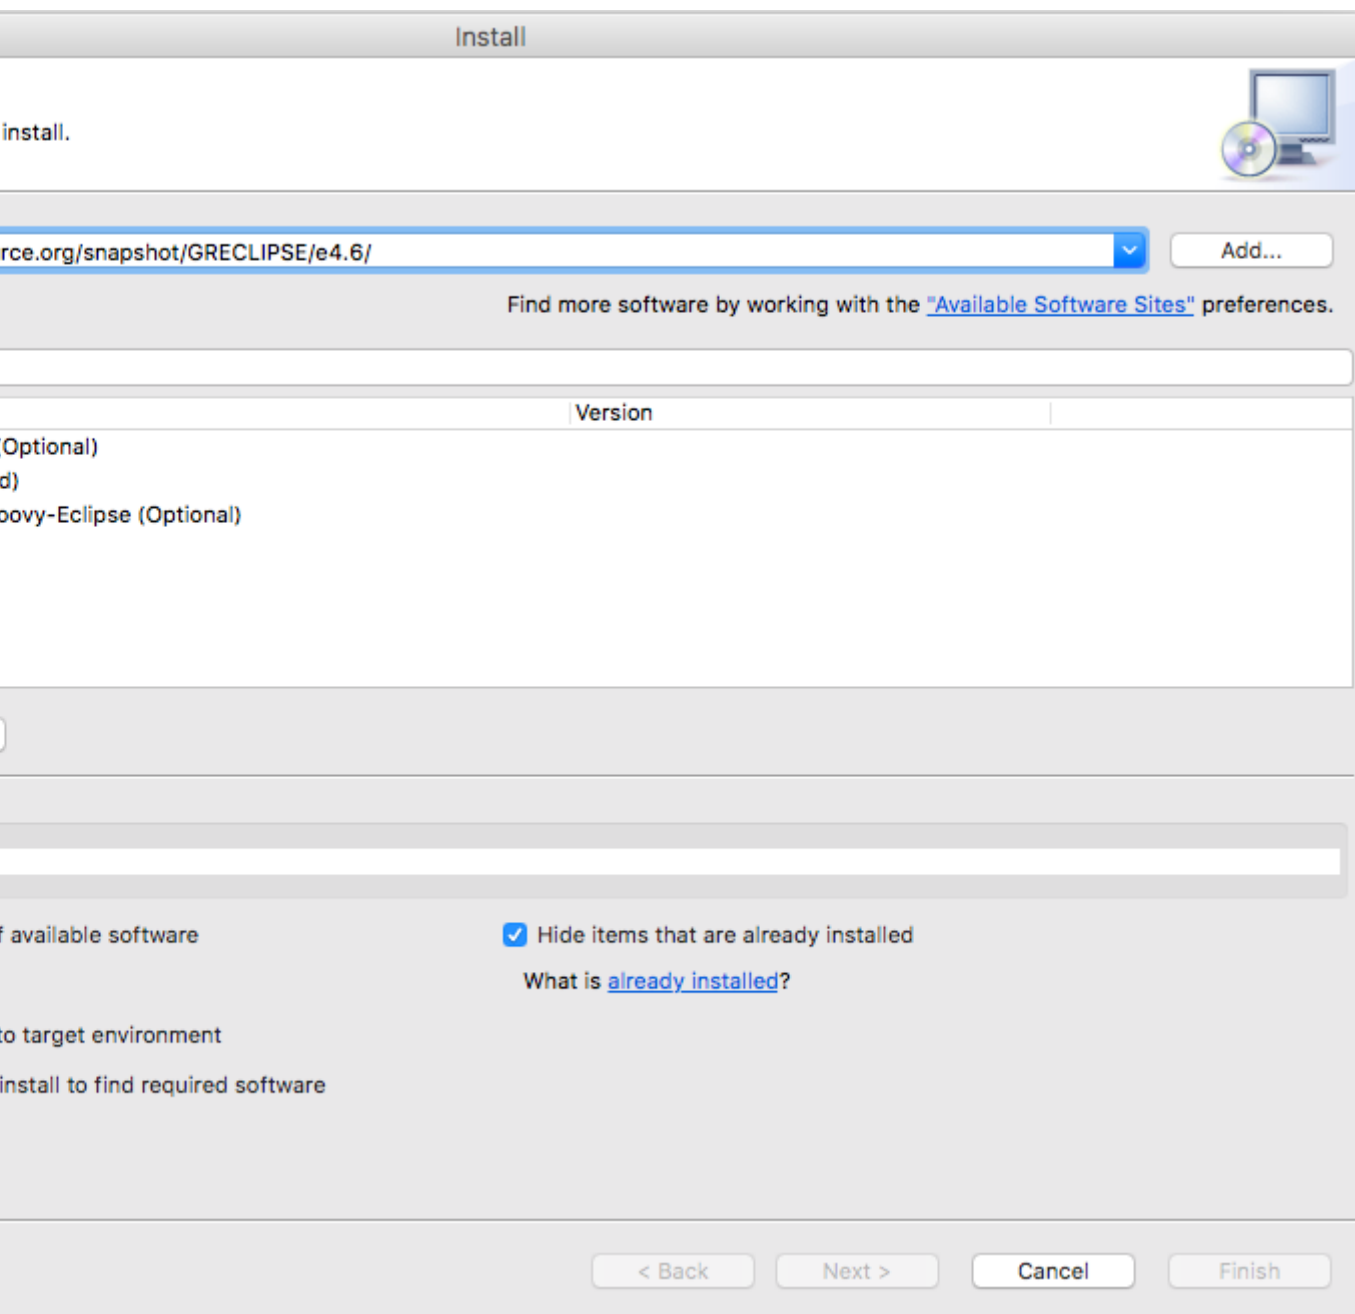 Install
install.
rce.org/snapshot/GRECLIPSE/e4.6/
Add...
Find more software by working with the "Available Software Sites" preferences.
Version
(Optional)
d)
oovy-Eclipse (Optional)
f available software
Hide items that are already installed
What is already installed?
to target environment
install to find required software
< Back
Next >
Cancel
Finish